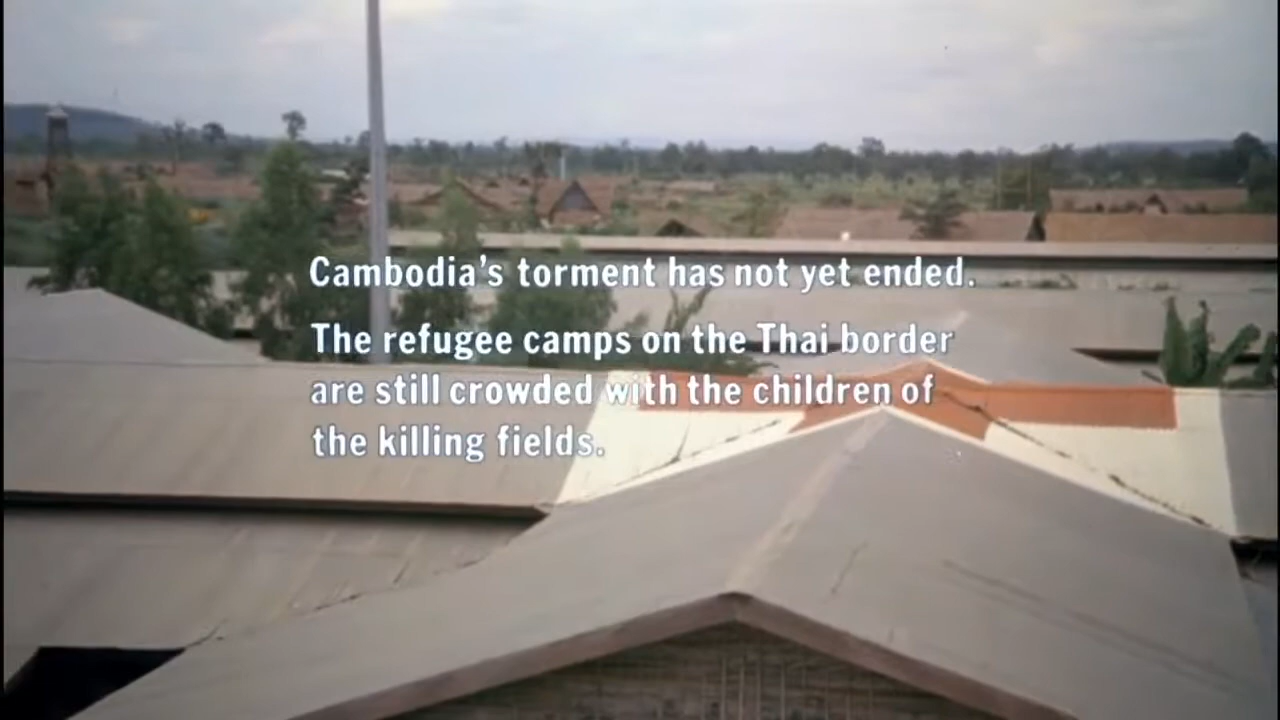 Cambodia's torment has not yet ended.
The refugee camps on the Thai border
are still crowded with the children of
the killing fields.